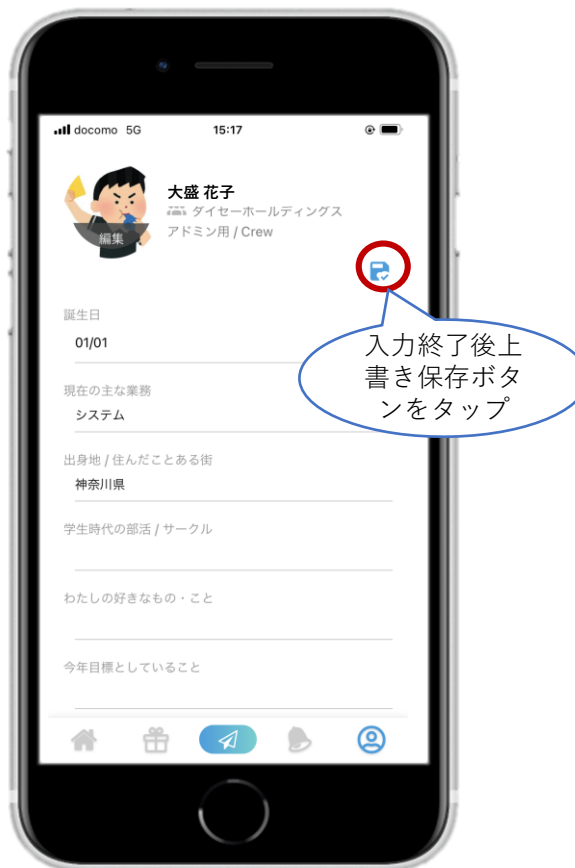 docomo 5G 15:17
大盛 花子
ダイセーホールディングス
アドミン用 / Crew
編集
誕生日
01/01
入力終了後上
書き保存ボタ
ンをタップ
現在の主な業務
システム
出身地 / 住んだことある街
神奈川県
学生時代の部活 / サークル
わたしの好きなもの・こと
今年目標としていること